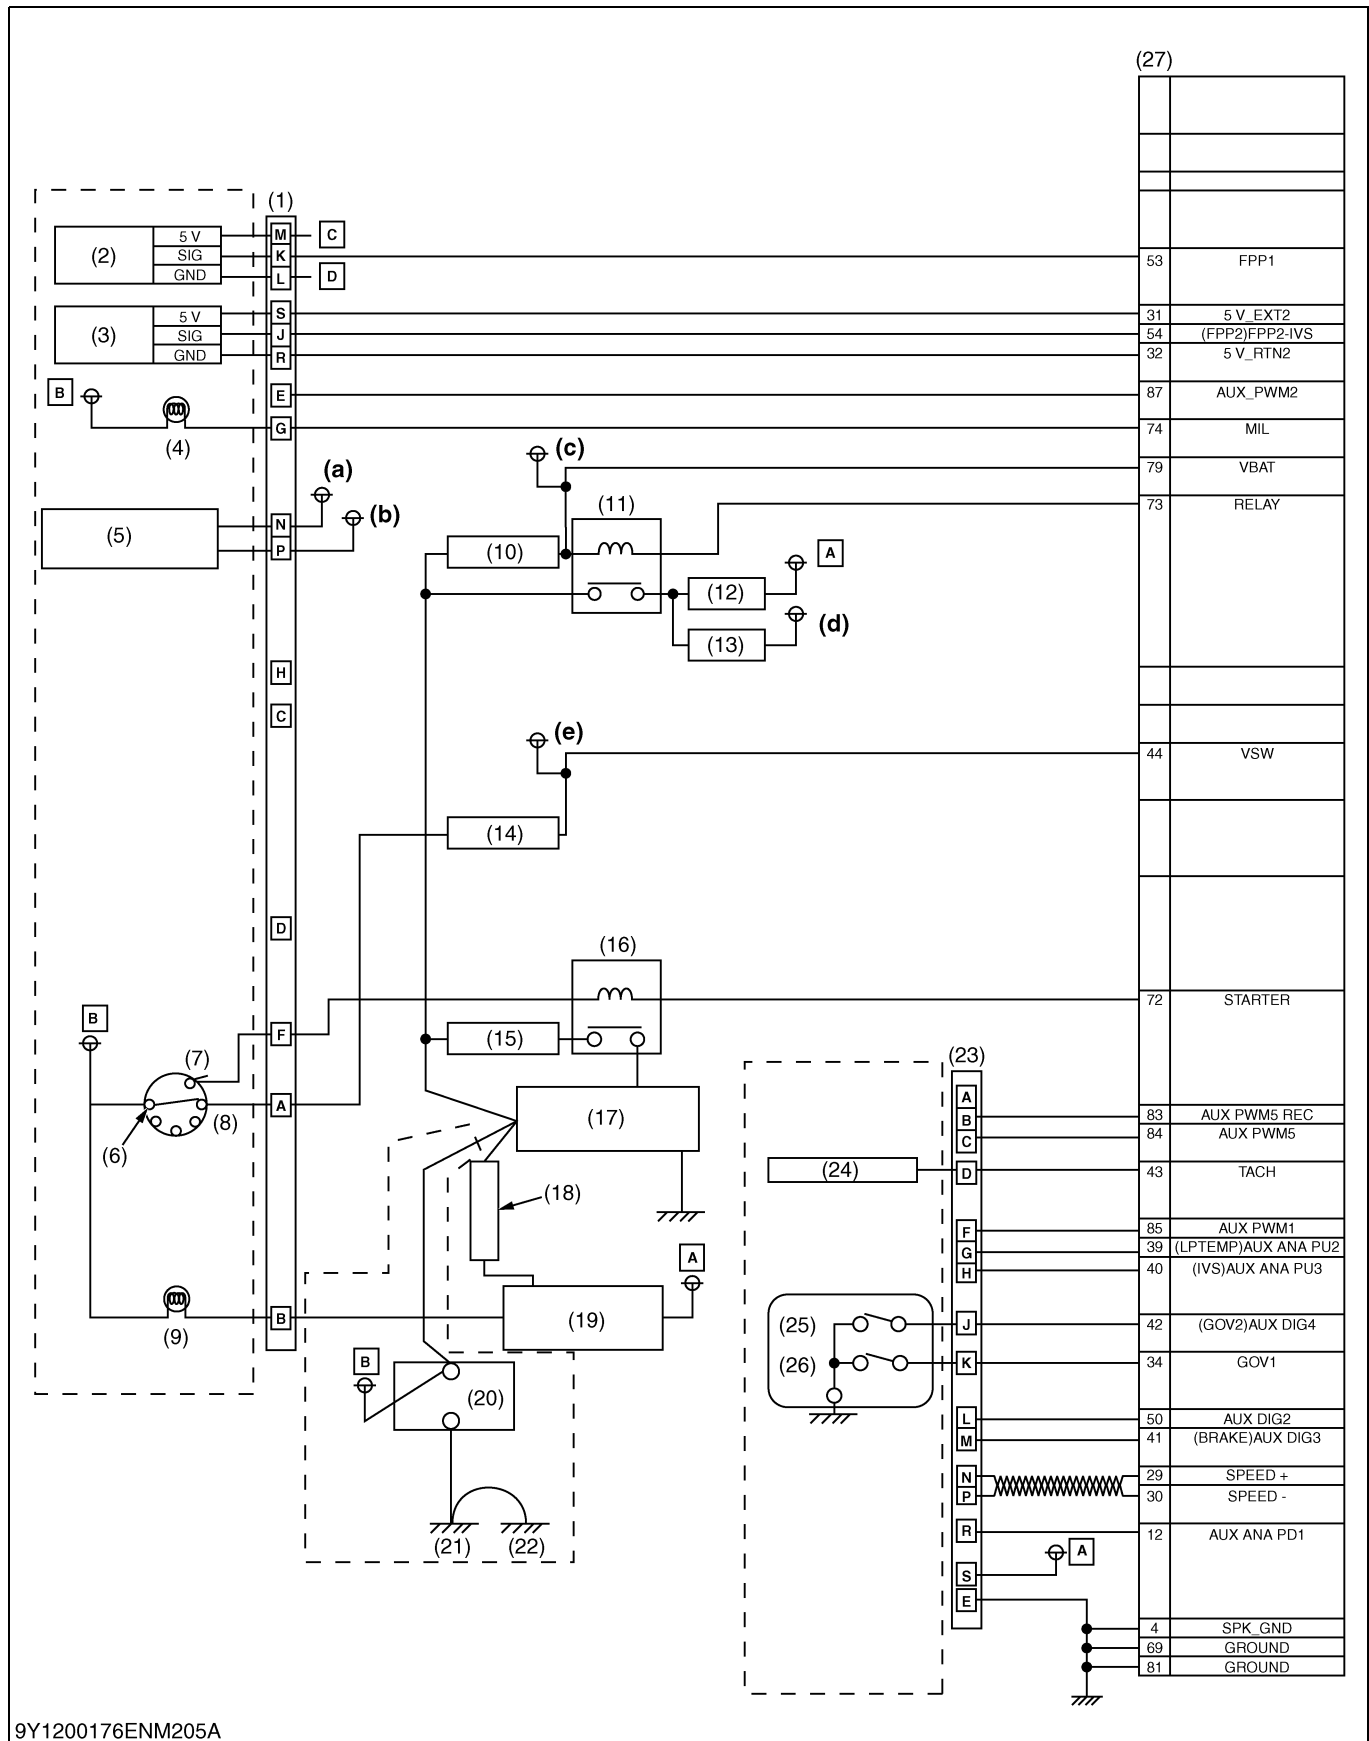 (27)
(1)
5 V
M
C
(2)
SIG
K
53
FPP1
GND
L
D
5 V
S
31
5 V_EXT2
(3)
SIG
J
54
(FPP2)FPP2-IVS
GND
R
32
5 V_RTN2
B
E
87
AUX_PWM2
(4)
G
74
MIL
(c)
(a)
79
VBAT
(b)
(11)
73
RELAY
N
(5)
P
(10)
A
(12)
(d)
(13)
H
C
(e)
44
VSW
(14)
D
(16)
72
STARTER
B
F
(15)
(7)
(23)
A
(6)
(8)
A
(17)
B
83
AUX PWM5 REC
C
84
AUX PWM5
(24)
D
43
TACH
(18)
F
85
AUX PWM1
A
G
39
(LPTEMP)AUX ANA PU2
H
40
(IVS)AUX ANA PU3
(9)
B
(19)
(25)
J
42
(GOV2)AUX DIG4
B
(26)
K
34
GOV1
(20)
L
50
AUX DIG2
M
41
(BRAKE)AUX DIG3
N
29
SPEED +
P
30
SPEED -
(21)
(22)
R
12
AUX ANA PD1
A
S
E
4
SPK_GND
69
GROUND
81
GROUND
9Y1200176ENM205A